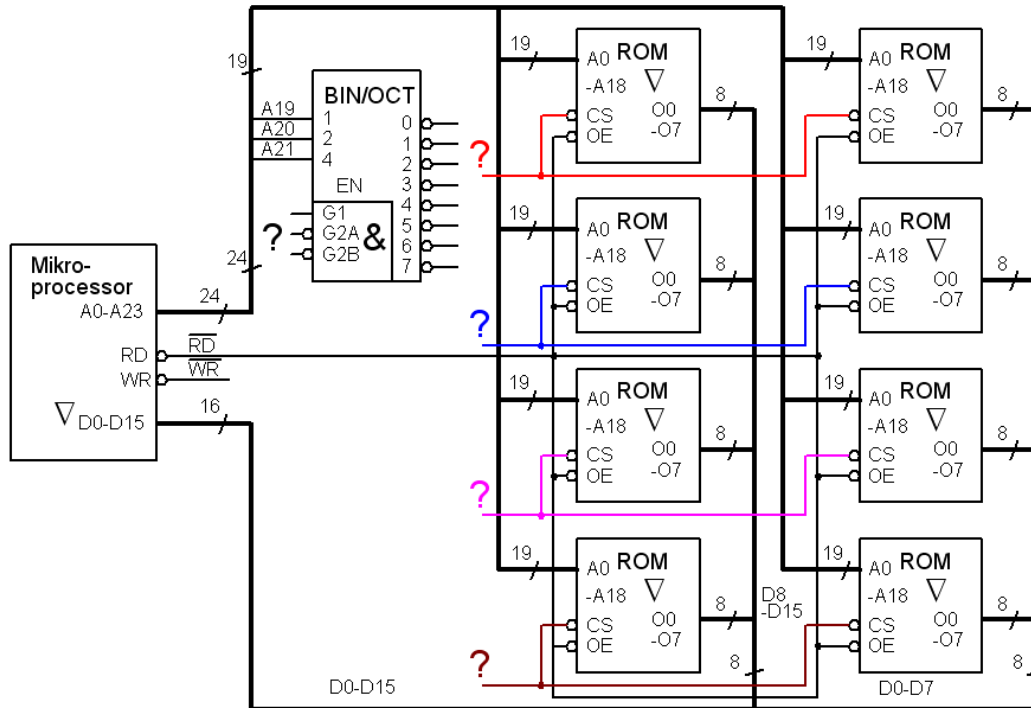 19
A19
A20
A21
BIN/OCT
1
2
4
EN
G1
G2A
G2B
&
?
0
1
2
3
4
5
6
7
24
Mikro-
processor
A0-A23
24
RD
RD
WR
WR
D0-D15
16
19
A0 ROM
-A18
CS
OE
O0
-O7
8
?
19
A0 ROM
-A18
CS
OE
O0
-O7
8
19
A0 ROM
-A18
CS
OE
O0
-O7
8
?
19
A0 ROM
-A18
CS
OE
O0
-O7
8
19
A0 ROM
-A18
CS
OE
O0
-O7
8
?
19
A0 ROM
-A18
CS
OE
O0
-O7
8
19
A0 ROM
-A18
CS
OE
O0
-O7
8
?
D8
-D15
8
19
A0 ROM
-A18
CS
OE
O0
-O7
8
8
D0-D15
D0-D7